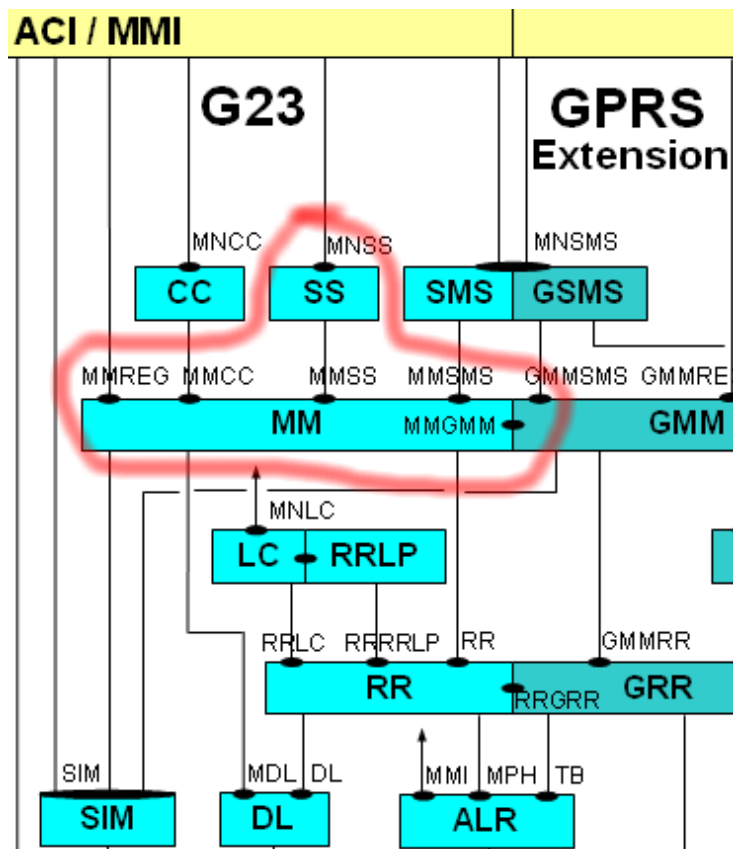 ACI / MMI
G23
GPRS
Extension
MNCC
MNSS
MNSMS
CC
SS
SMS
GSMS
MMREG
MMCC
MMSS
MMSMS
GMMSMS
GMMRE
MM
MMGMM
GMM
MNLC
LC
RRLP
RRLC
RRRRLP
RR
GMMRR
RR
RRGRR
GRR
SIM
MDL
DL
MMI
MPH
TB
SIM
DL
ALR